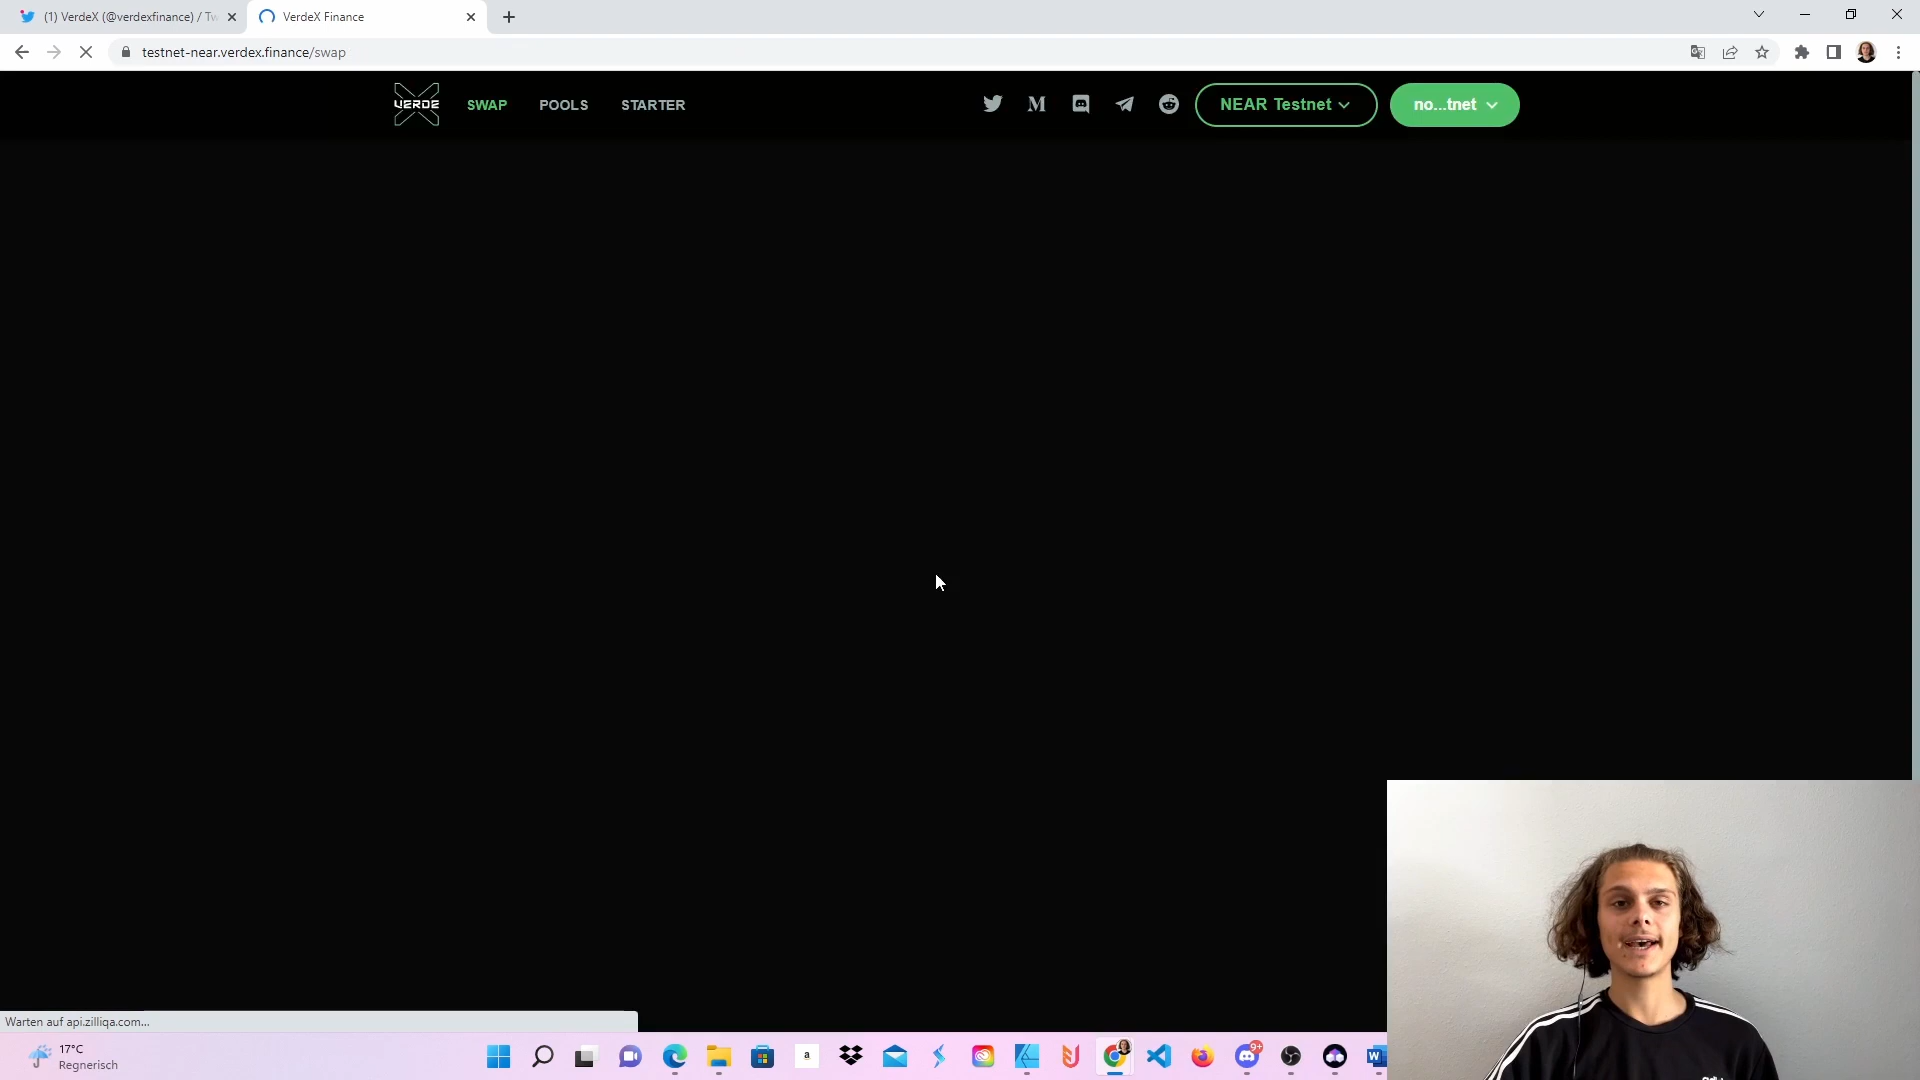 (1) VerdeX (@verdexfinance) / Tw
VerdeX Finance
testnet-near.verdex.finance/swap
VERDE
SWAP
POOLS
STARTER
NEAR Testnet
no...tnet
Warten auf api.zilliqa.com...
17°C
Regnerisch
9+